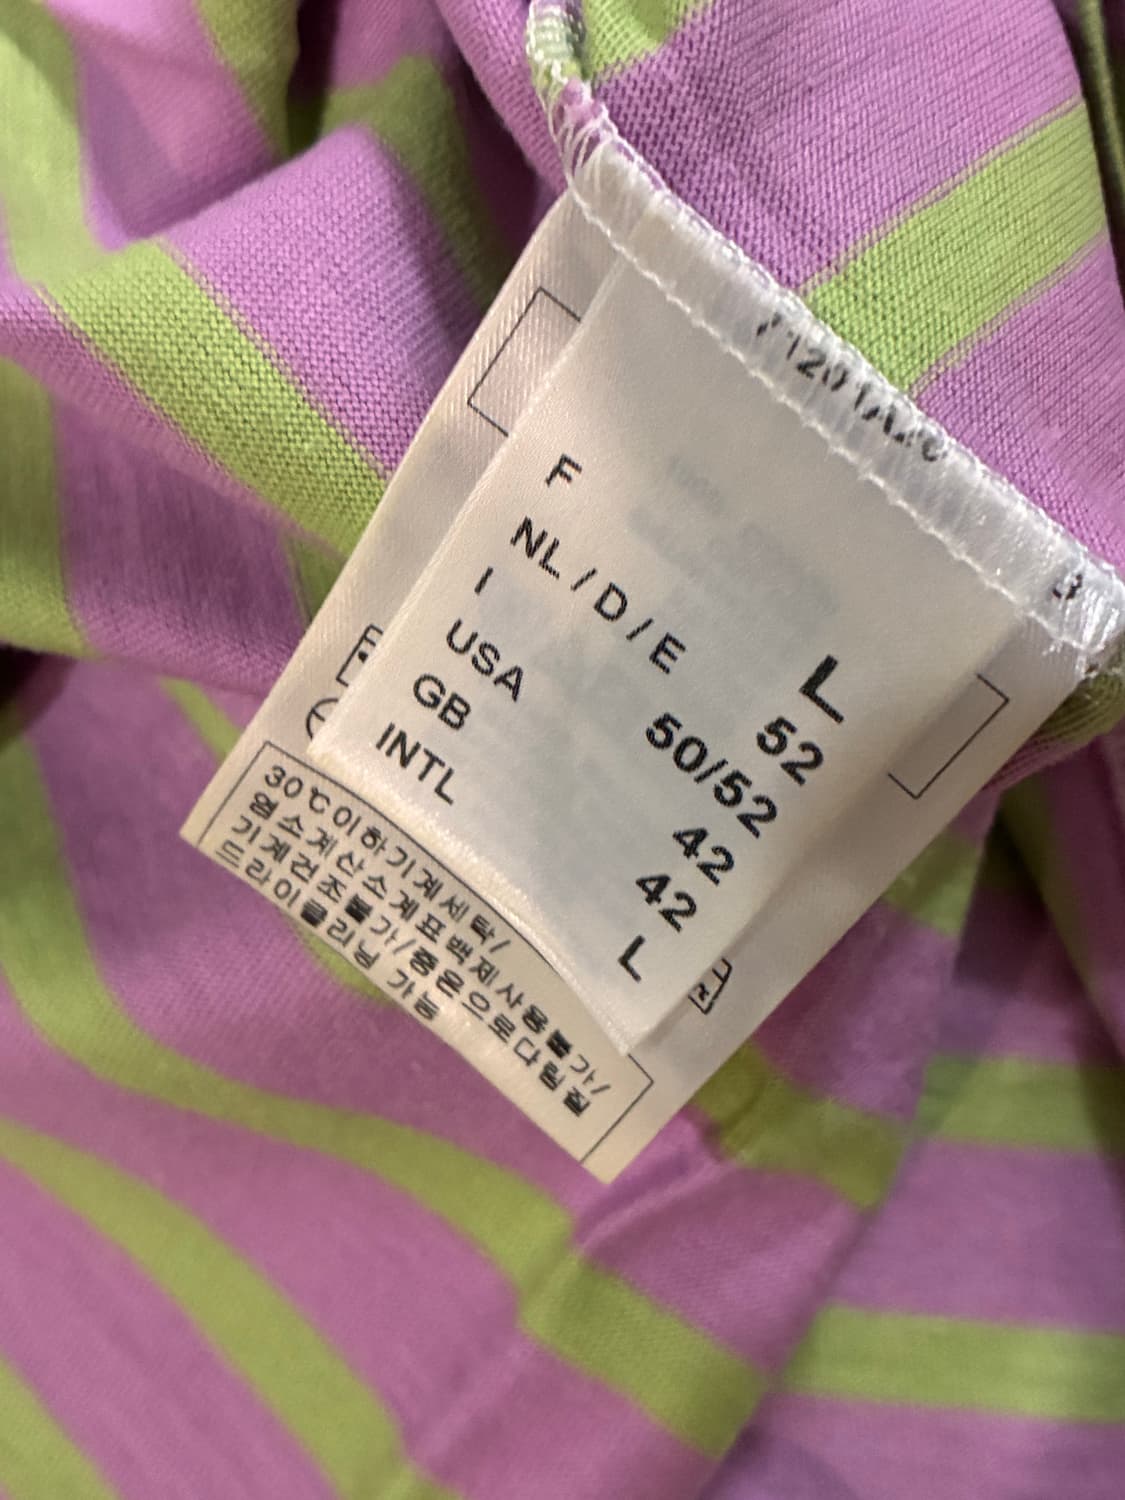 F L
NL / D / E 52
I 50/52
USA 42
GB 42
INTL L
30℃이하기계세탁/
염소계산소계표백제사용불가/
기계건조불가/중온으로다림질
드라이클리닝 가능